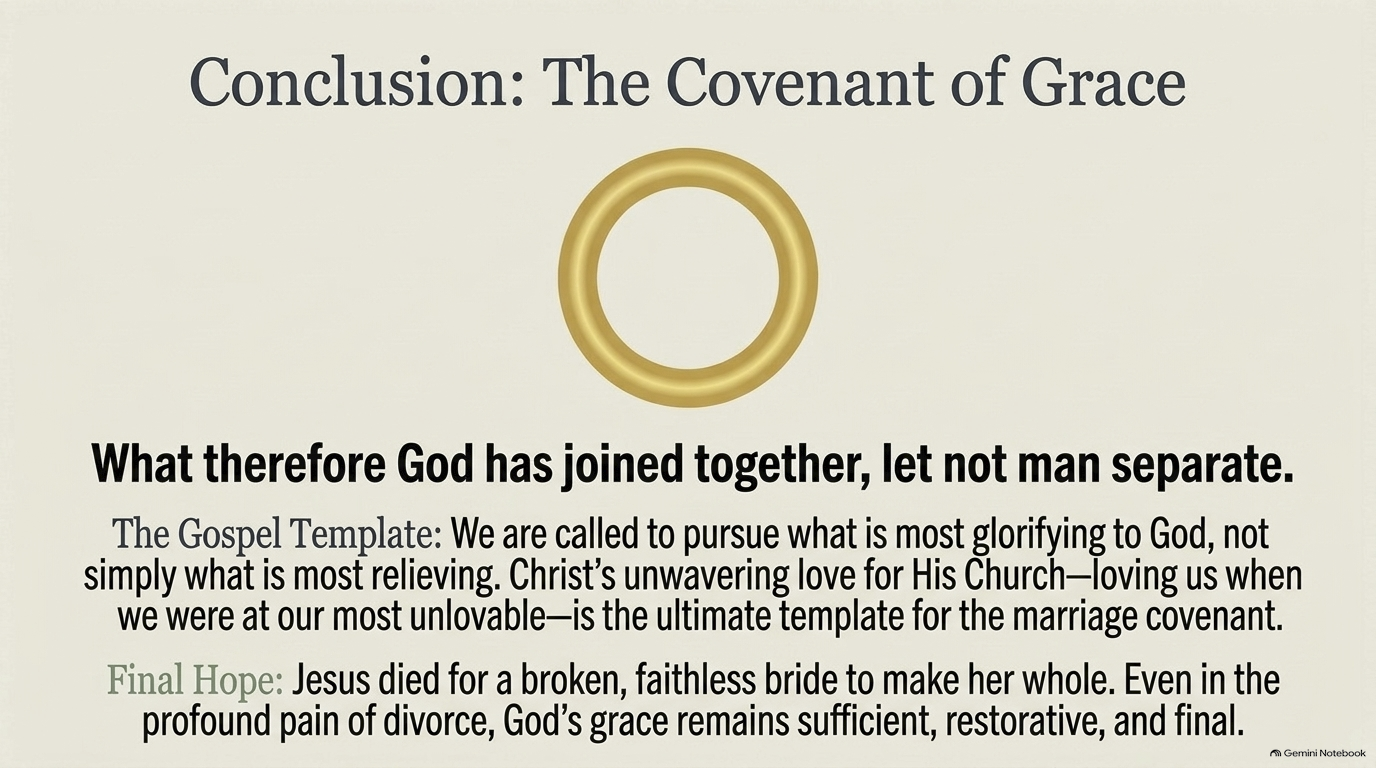 Conclusion: The Covenant of Grace
What therefore God has joined together, let not man separate.
The Gospel Template: We are called to pursue what is most glorifying to God, not
simply what is most relieving. Christ’s unwavering love for His Church—loving us when
we were at our most unlovable—is the ultimate template for the marriage covenant.
Final Hope: Jesus died for a broken, faithless bride to make her whole. Even in the
profound pain of divorce, God’s grace remains sufficient, restorative, and final.
Gemini Notebook